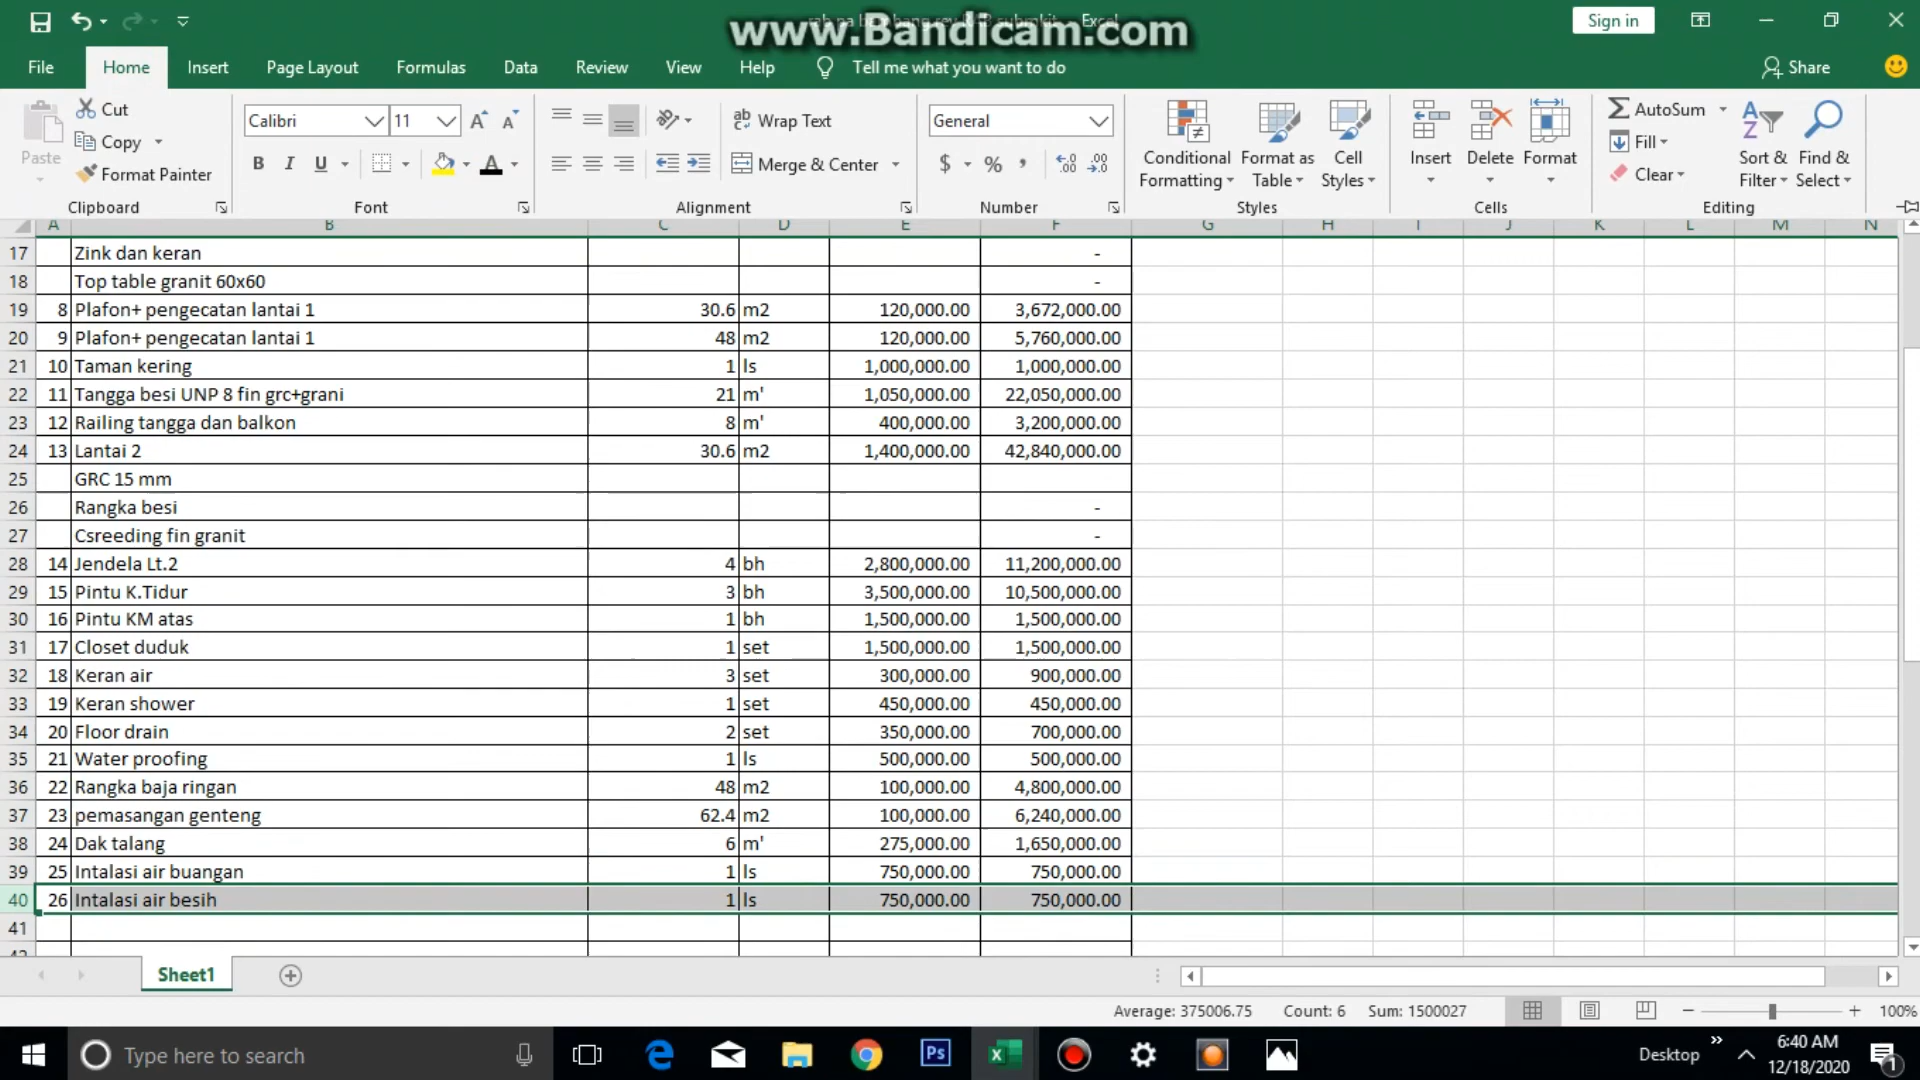 www.Bandicam.com
Excel
Sign in
File Home Insert Page Layout Formulas Data Review View Help Tell me what you want to do Share
Paste
Cut
Copy
Format Painter
Clipboard
Calibri 11
B I U
Font
Wrap Text
Merge & Center
Alignment
General
$ % ,
Number
Conditional Formatting
Format as Table
Cell Styles
Styles
Insert
Delete
Format
Cells
AutoSum
Fill
Clear
Sort & Filter
Find & Select
Editing
A B C D E F G H I J K L M N
17 Zink dan keran -
18 Top table granit 60x60 -
19 8 Plafon+ pengecatan lantai 1 30.6 m2 120,000.00 3,672,000.00
20 9 Plafon+ pengecatan lantai 1 48 m2 120,000.00 5,760,000.00
21 10 Taman kering 1 ls 1,000,000.00 1,000,000.00
22 11 Tangga besi UNP 8 fin grc+grani 21 m' 1,050,000.00 22,050,000.00
23 12 Railing tangga dan balkon 8 m' 400,000.00 3,200,000.00
24 13 Lantai 2 30.6 m2 1,400,000.00 42,840,000.00
25 GRC 15 mm
26 Rangka besi -
27 Csreeding fin granit -
28 14 Jendela Lt.2 4 bh 2,800,000.00 11,200,000.00
29 15 Pintu K.Tidur 3 bh 3,500,000.00 10,500,000.00
30 16 Pintu KM atas 1 bh 1,500,000.00 1,500,000.00
31 17 Closet duduk 1 set 1,500,000.00 1,500,000.00
32 18 Keran air 3 set 300,000.00 900,000.00
33 19 Keran shower 1 set 450,000.00 450,000.00
34 20 Floor drain 2 set 350,000.00 700,000.00
35 21 Water proofing 1 ls 500,000.00 500,000.00
36 22 Rangka baja ringan 48 m2 100,000.00 4,800,000.00
37 23 pemasangan genteng 62.4 m2 100,000.00 6,240,000.00
38 24 Dak talang 6 m' 275,000.00 1,650,000.00
39 25 Intalasi air buangan 1 ls 750,000.00 750,000.00
40 26 Intalasi air besih 1 ls 750,000.00 750,000.00
41
Sheet1
Average: 375006.75 Count: 6 Sum: 1500027 100%
Type here to search
Ps
Desktop
6:40 AM
12/18/2020
1